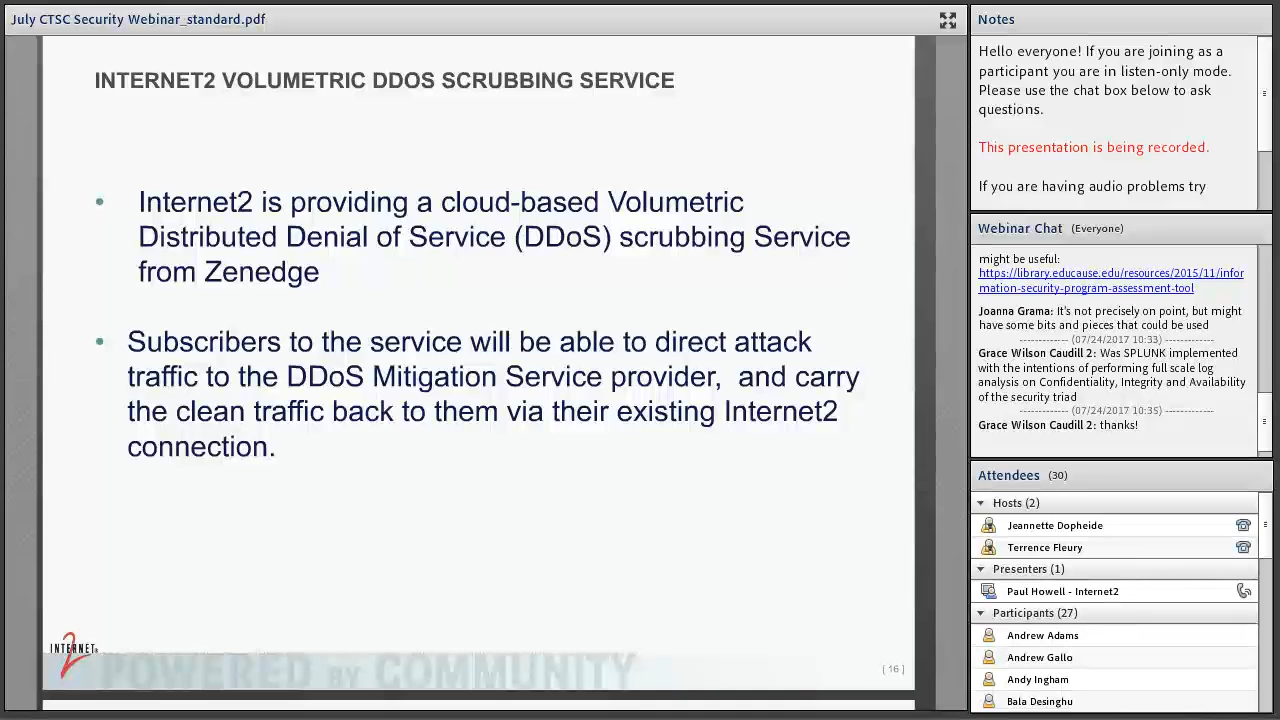 July CTSC Security Webinar_standard.pdf
INTERNET2 VOLUMETRIC DDOS SCRUBBING SERVICE
• Internet2 is providing a cloud-based Volumetric
Distributed Denial of Service (DDoS) scrubbing Service
from Zenedge
• Subscribers to the service will be able to direct attack
traffic to the DDoS Mitigation Service provider, and carry
the clean traffic back to them via their existing Internet2
connection.
INTERNET
2
COMMUNITY
[ 16 ]
Notes
Hello everyone! If you are joining as a
participant you are in listen-only mode.
Please use the chat box below to ask
questions.
This presentation is being recorded.
If you are having audio problems try
Webinar Chat (Everyone)
might be useful:
https://library.educause.edu/resources/2015/11/infor
mation-security-program-assessment-tool
Joanna Grama: It's not precisely on point, but might
have some bits and pieces that could be used
------------- (07/24/2017 10:33) -------------
Grace Wilson Caudill 2: Was SPLUNK implemented
with the intentions of performing full scale log
analysis on Confidentiality, Integrity and Availability
of the security triad
------------- (07/24/2017 10:35) -------------
Grace Wilson Caudill 2: thanks!
Attendees (30)
Hosts (2)
Jeannette Dopheide
Terrence Fleury
Presenters (1)
Paul Howell - Internet2
Participants (27)
Andrew Adams
Andrew Gallo
Andy Ingham
Bala Desinghu